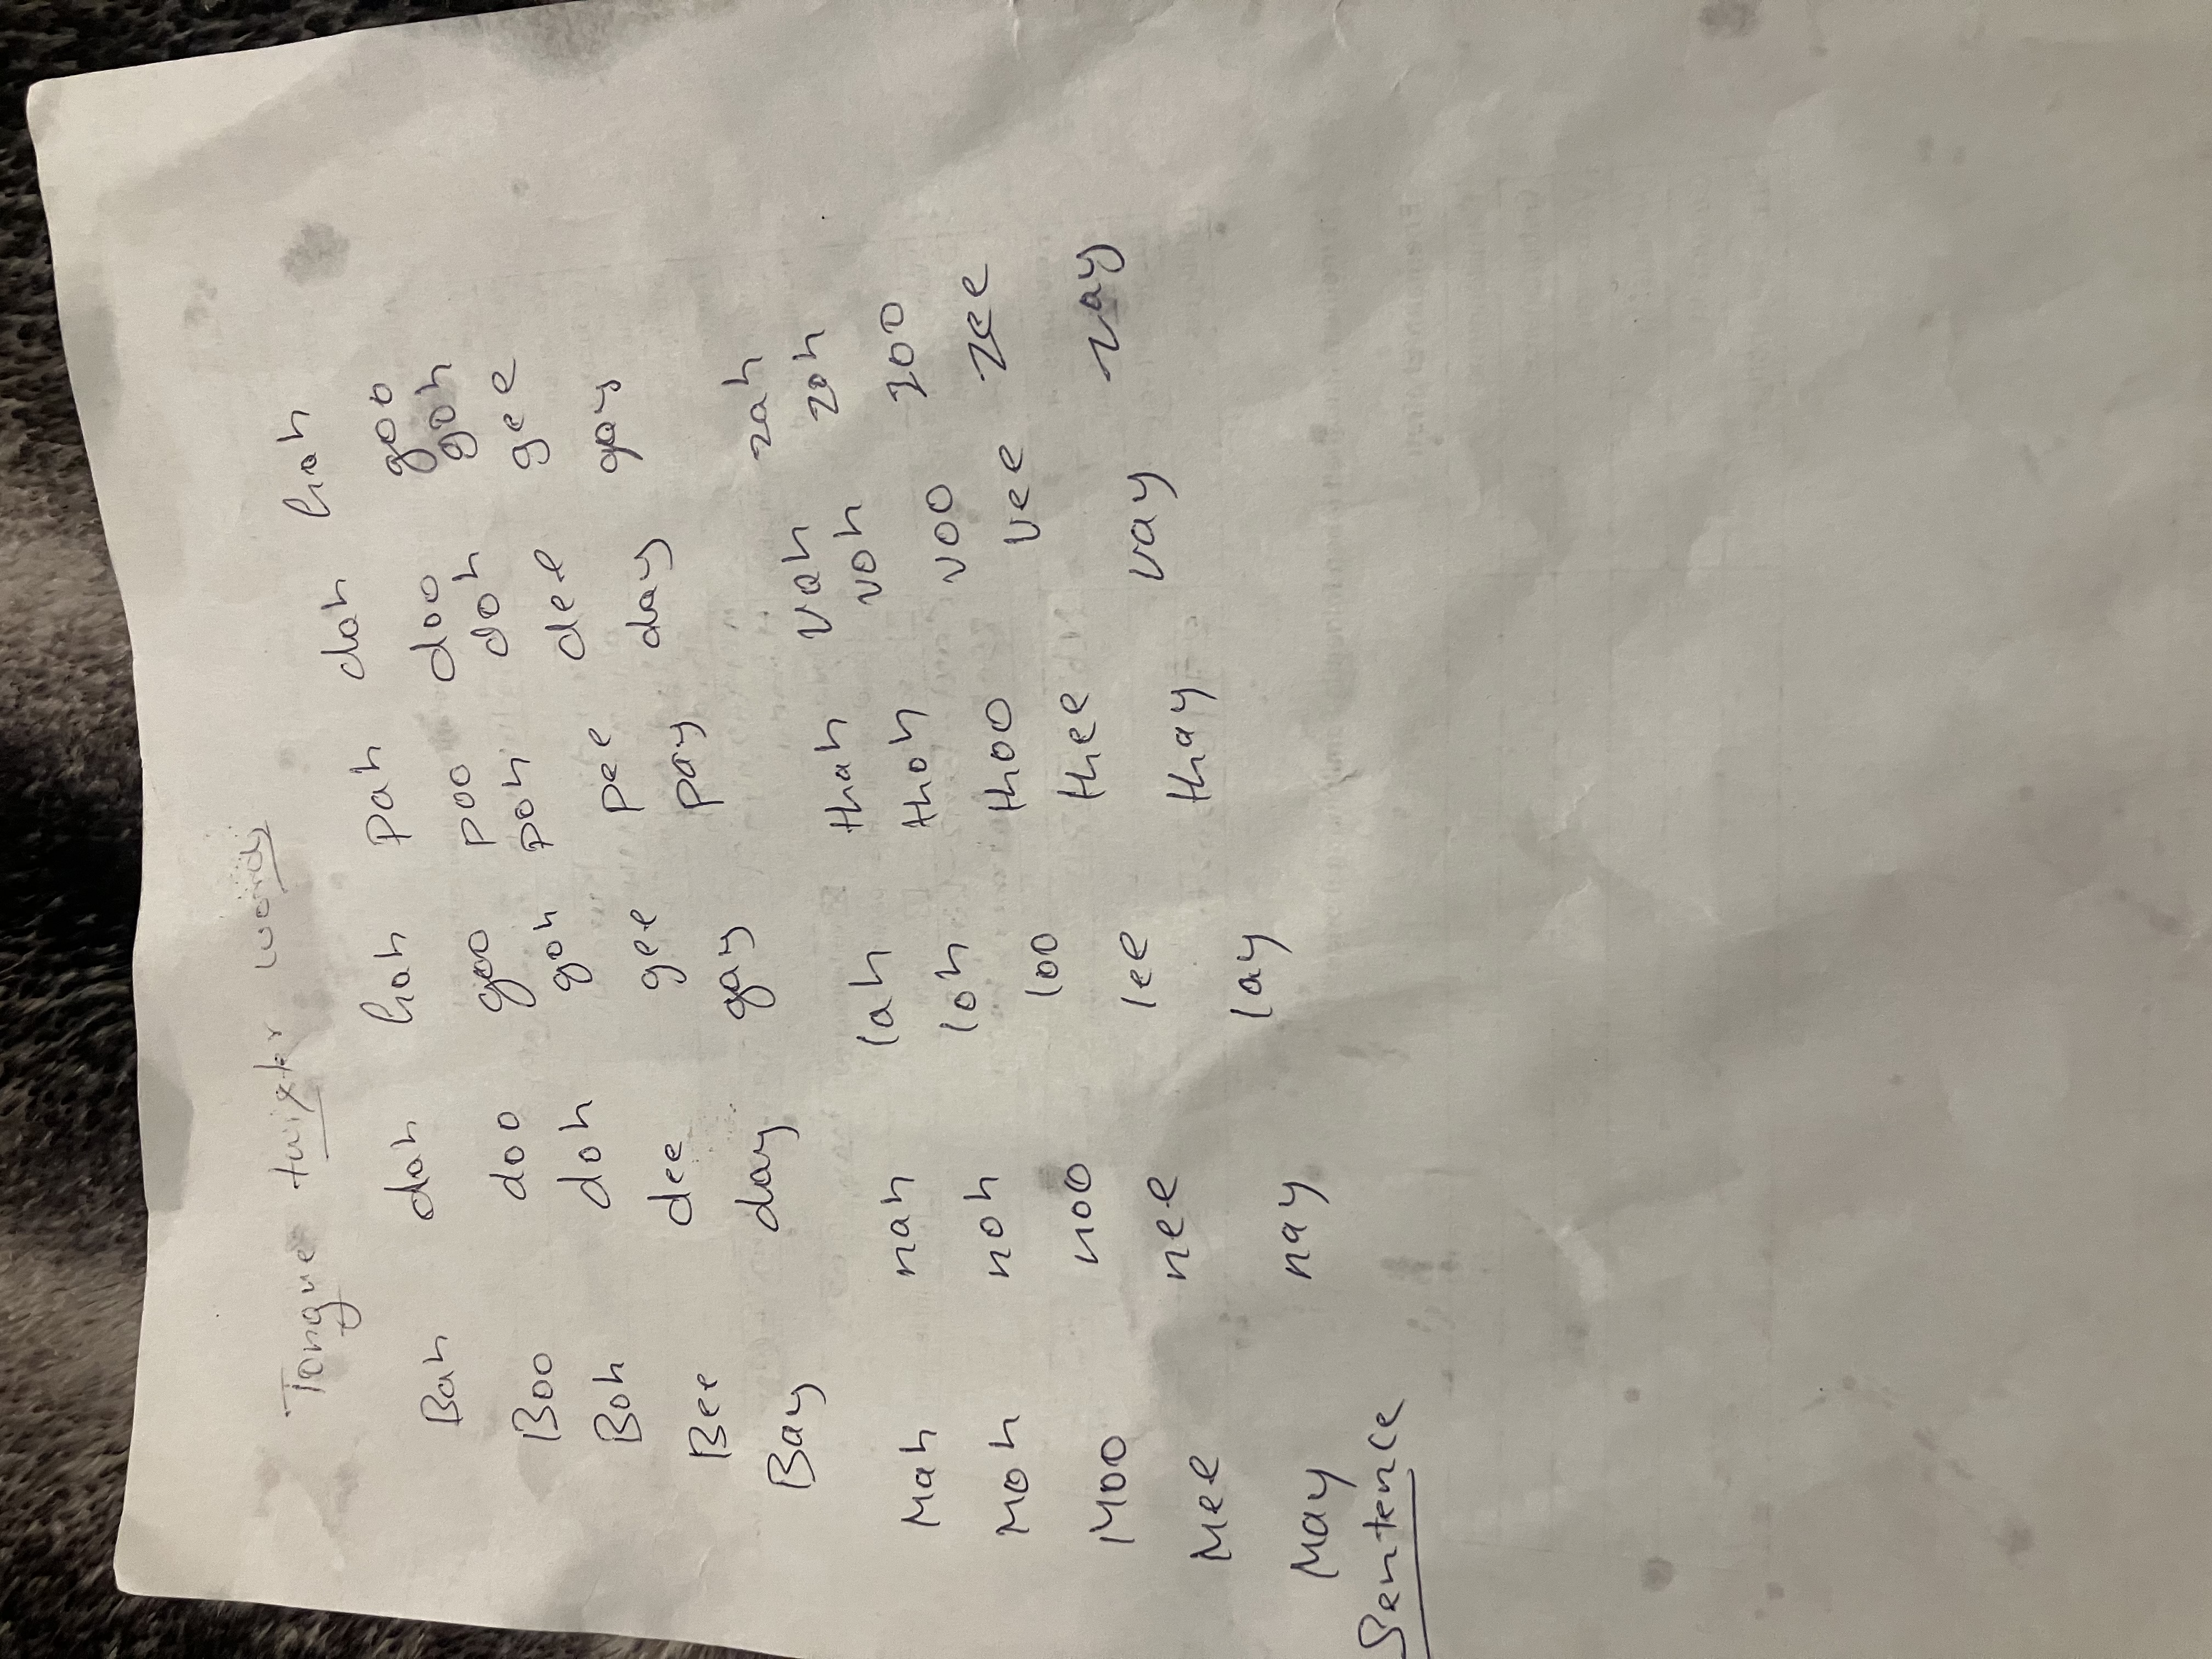 Tongue twixter words
Bah dah hah pah dah hah
Boo doo goo poo doo goo
Boh doh goh poh doh goh
Bee dee gee pee dee gee
Bay day gay pay day gay
Mah nah lah thah vah zah
Moh noh loh thoh voh zoh
Moo noo loo thoo voo zoo
Mee nee lee thee vee zee
May nay lay thay vay zay
Sentence